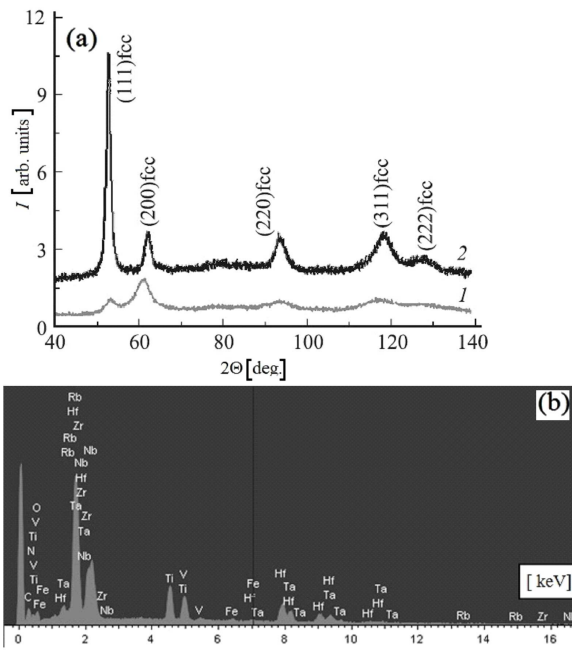 (a)
12
9
6
3
0
I [arb. units]
(111)fcc
(200)fcc
(220)fcc
(311)fcc
(222)fcc
2
1
40
60
80
100
120
140
2Θ [deg.]
(b)
Rb
Hf
Zr
Rb
Nb
Rb
Nb
O
Hf
V
Zr
Ti
Ta
Zr
N
Ta
V
Nb
Ti
Fe
Ta
C
Hf
Fe
Zr
Nb
Ti
V
Ti
V
Fe
Fe
Ta
Hf
Ta
Hf
Ta
Hf
Ta
Hf
Ta
Ta
Hf
Ta
Rb
Rb
Zr
[ keV]
0 2 4 6 8 10 12 14 16